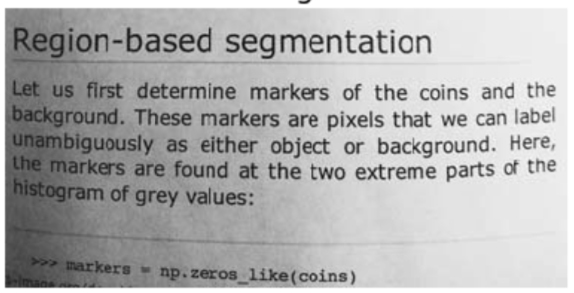 Region-based segmentation
Let us first determine markers of the coins and the
background. These markers are pixels that we can label
unambiguously as either object or background. Here,
the markers are found at the two extreme parts of the
histogram of grey values:
>>> markers = np.zeros_like(coins)